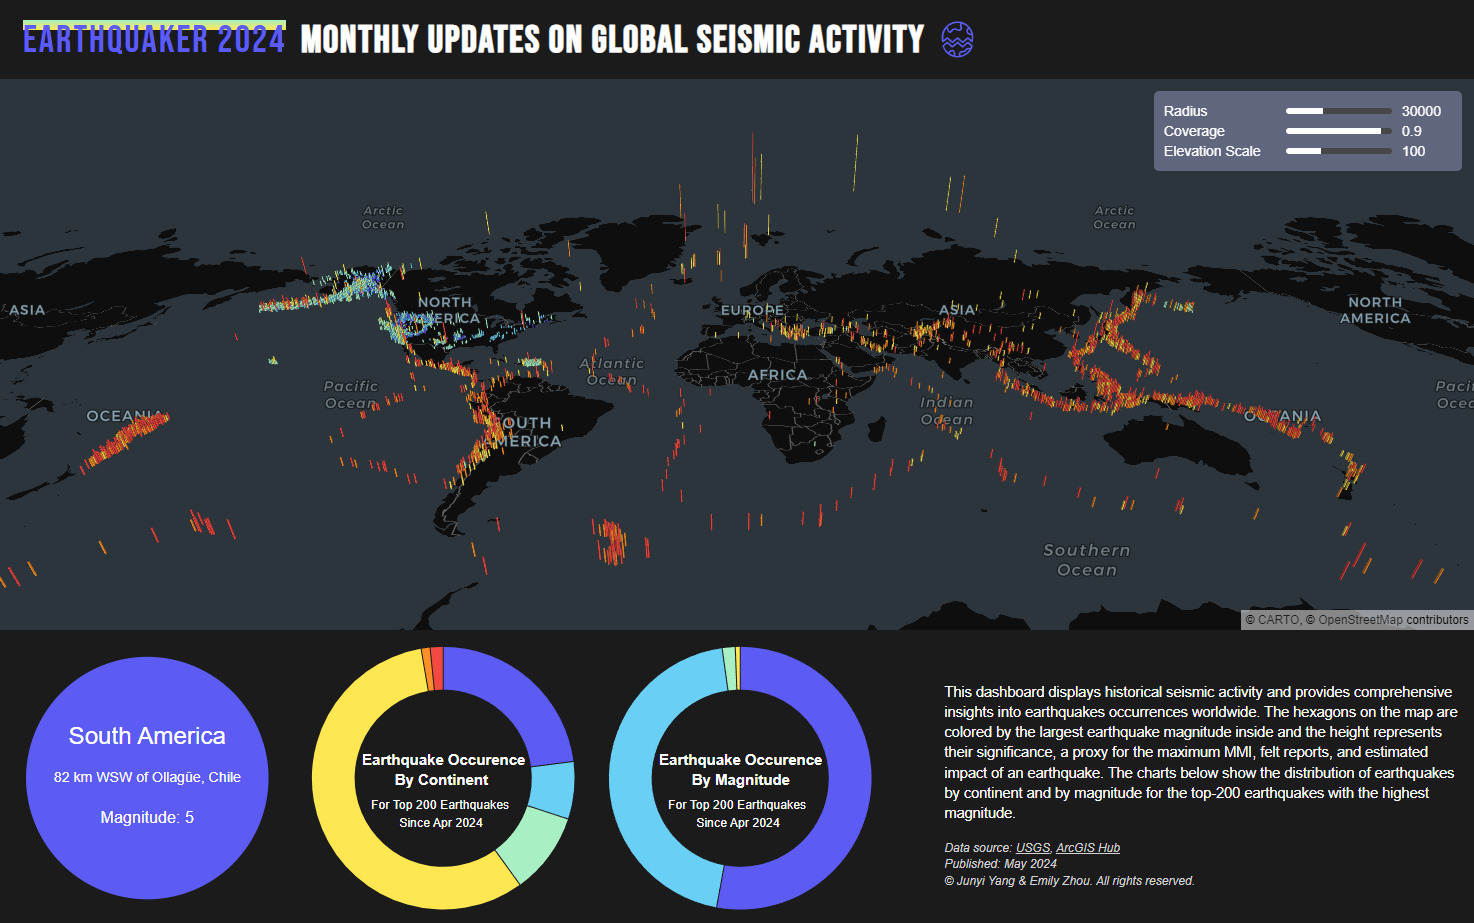 EARTHQUAKER 2024 MONTHLY UPDATES ON GLOBAL SEISMIC ACTIVITY
Radius 30000
Coverage 0.9
Elevation Scale 100
Arctic
Ocean
Arctic
Ocean
ASIA
NORTH
AMERICA
EUROPE
ASIA
NORTH
AMERICA
Atlantic
Ocean
AFRICA
Pacific
Ocean
Indian
Ocean
Pacif
Ocea
OCEANIA
SOUTH
AMERICA
OCEANIA
Southern
Ocean
© CARTO, © OpenStreetMap contributors
South America
82 km WSW of Ollagüe, Chile
Magnitude: 5
Earthquake Occurence
By Continent
For Top 200 Earthquakes
Since Apr 2024
Earthquake Occurence
By Magnitude
For Top 200 Earthquakes
Since Apr 2024
This dashboard displays historical seismic activity and provides comprehensive
insights into earthquakes occurrences worldwide. The hexagons on the map are
colored by the largest earthquake magnitude inside and the height represents
their significance, a proxy for the maximum MMI, felt reports, and estimated
impact of an earthquake. The charts below show the distribution of earthquakes
by continent and by magnitude for the top-200 earthquakes with the highest
magnitude.
Data source: USGS, ArcGIS Hub
Published: May 2024
© Junyi Yang & Emily Zhou. All rights reserved.